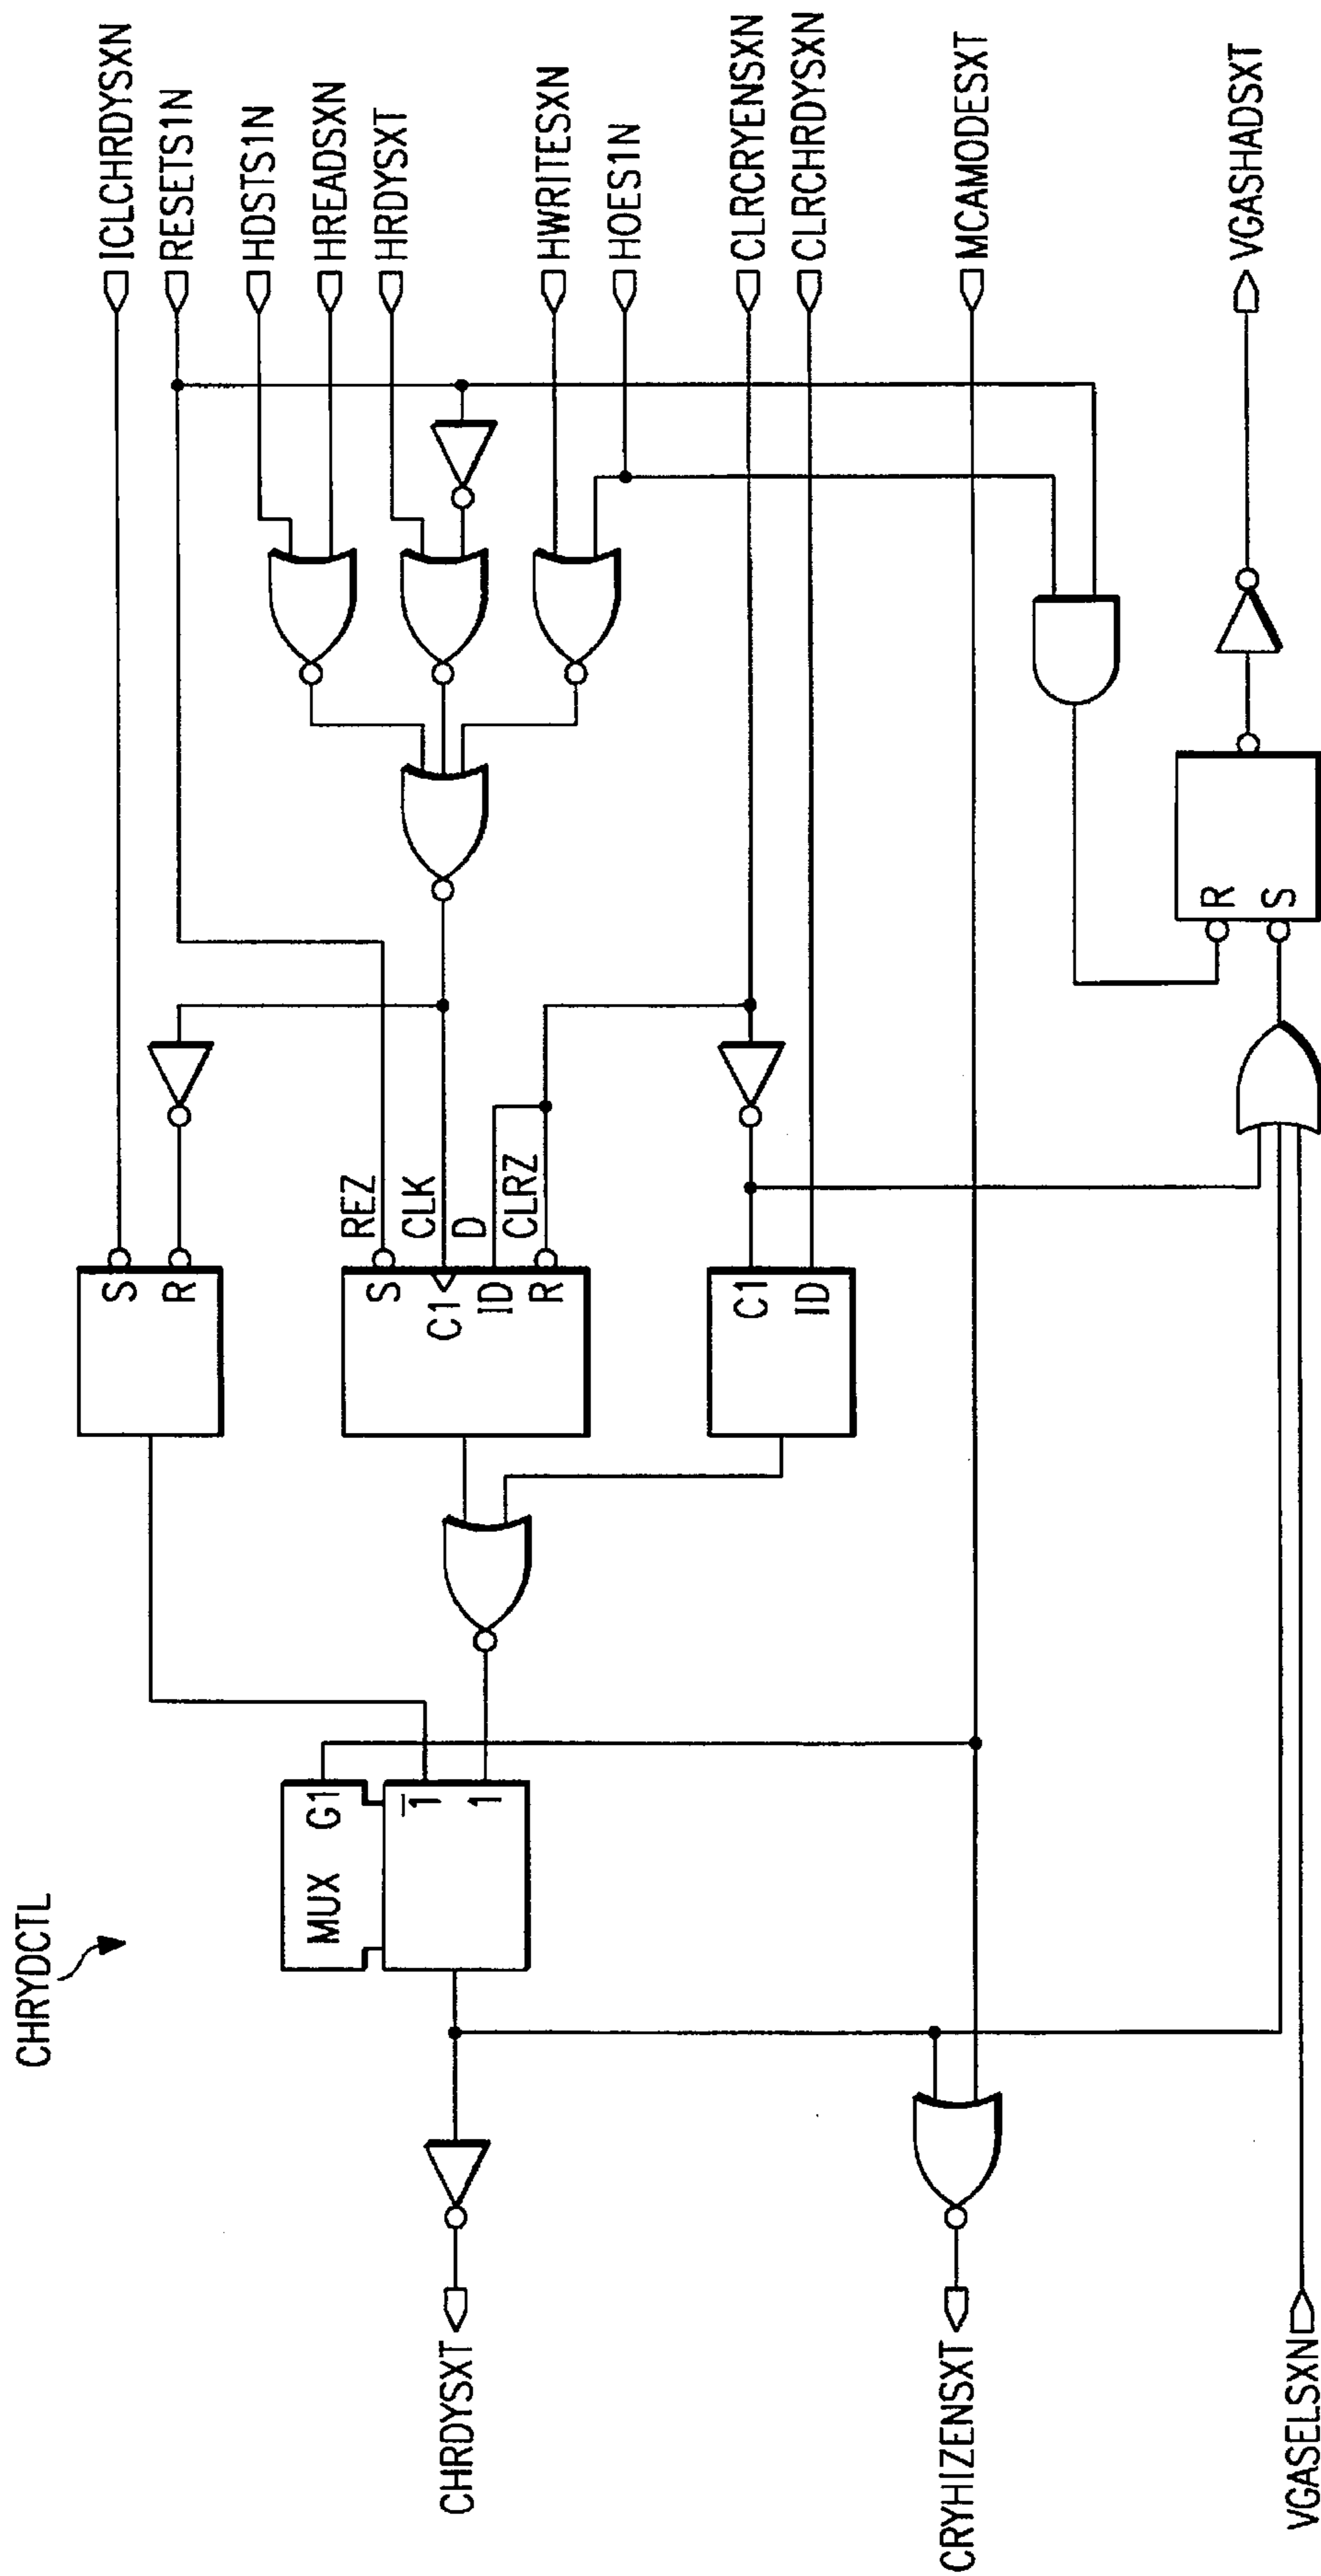 CHRYDCTL
ICLCHRDYSXN
RESETS1N
HDSTS1N
HREADSXN
HRDYSXT
HWRITESXN
HOES1N
CLRCRYENSXN
CLRCHRDYSXN
MCAMODESXT
VGASHADSXT
S
R
REZ
CLK
D
CLRZ
S
C1
ID
R
C1
ID
R
S
MUX G1
1
1
CHRDYSXT
CRYHIZENSXT
VGASELSXN